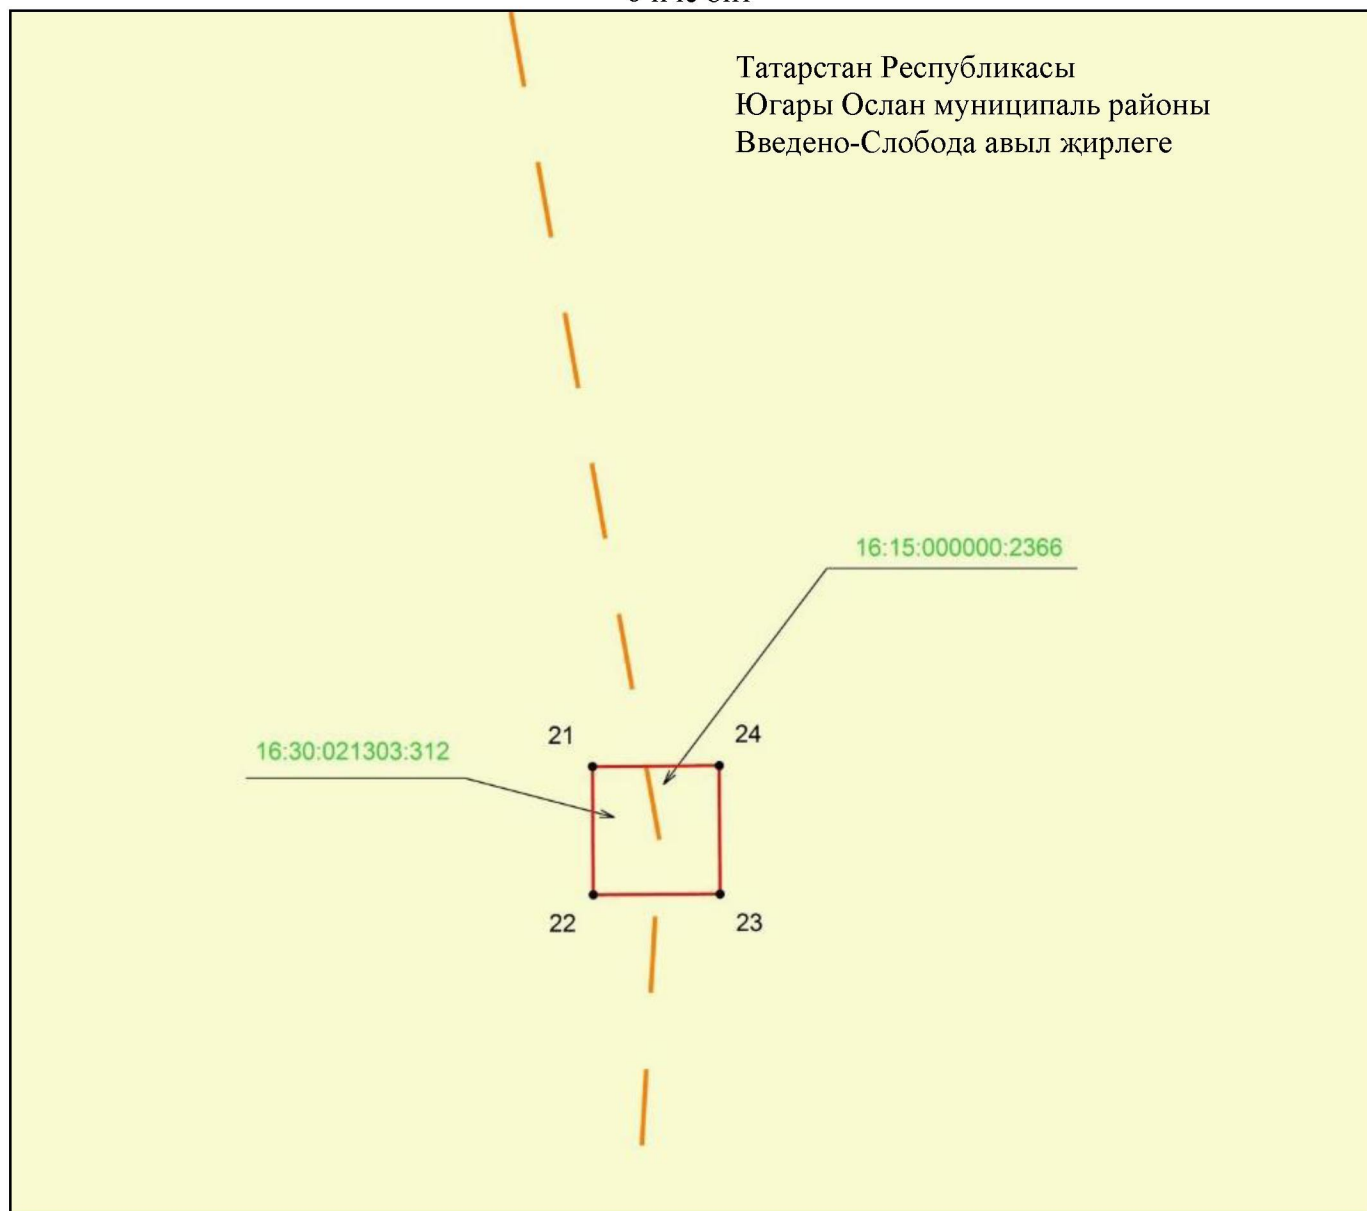 Татарстан Республикасы
Югары Ослан муниципаль районы
Введено-Слобода авыл җирлеге
16:15:000000:2366
21
24
16:30:021303:312
22
23